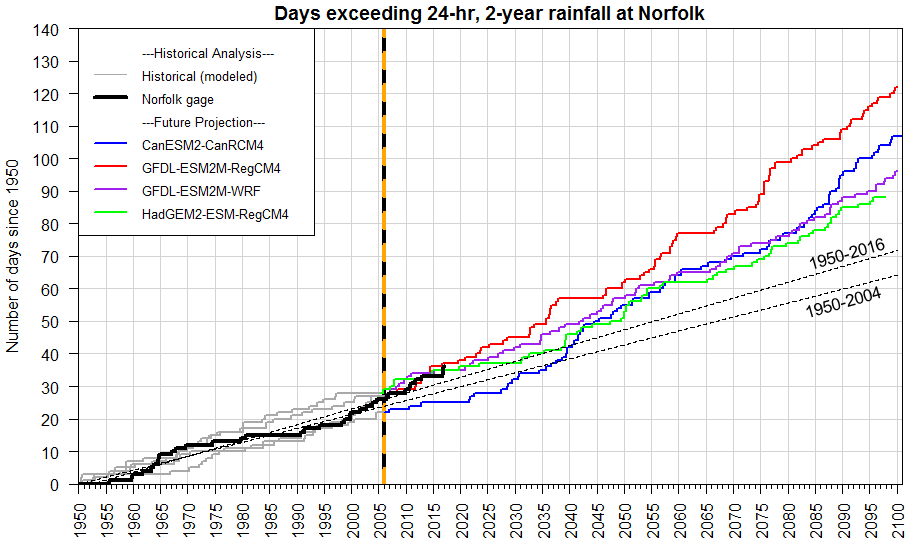 Days exceeding 24-hr, 2-year rainfall at Norfolk
Number of days since 1950
140
130
120
110
100
90
80
70
60
50
40
30
20
10
0
---Historical Analysis---
Historical (modeled)
Norfolk gage
---Future Projection---
CanESM2-CanRCM4
GFDL-ESM2M-RegCM4
GFDL-ESM2M-WRF
HadGEM2-ESM-RegCM4
1950-2016
1950-2004
1950 1955 1960 1965 1970 1975 1980 1985 1990 1995 2000 2005 2010 2015 2020 2025 2030 2035 2040 2045 2050 2055 2060 2065 2070 2075 2080 2085 2090 2095 2100